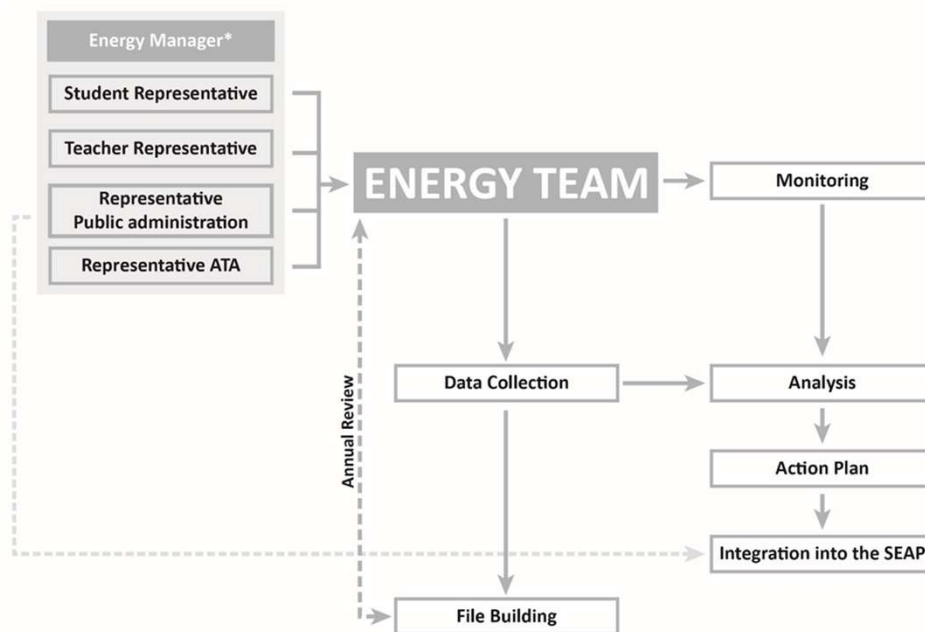 Energy Manager*
Student Representative
Teacher Representative
Representative
Public administration
Representative ATA
ENERGY TEAM
Monitoring
Annual Review
Data Collection
Analysis
Action Plan
Integration into the SEAP
File Building